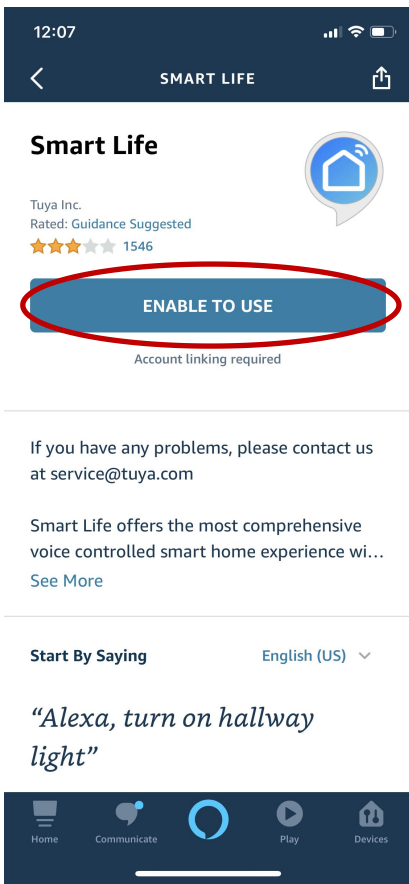 12:07
SMART LIFE
Smart Life
Tuya Inc.
Rated: Guidance Suggested
1546
ENABLE TO USE
Account linking required
If you have any problems, please contact us
at service@tuya.com
Smart Life offers the most comprehensive
voice controlled smart home experience wi...
See More
Start By Saying English (US)
“Alexa, turn on hallway
light”
Home Communicate Play Devices